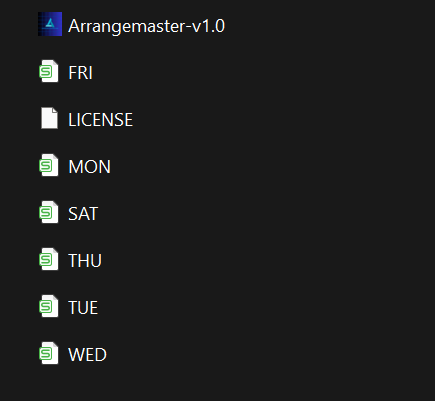 Arrangemaster-v1.0
FRI
LICENSE
MON
SAT
THU
TUE
WED